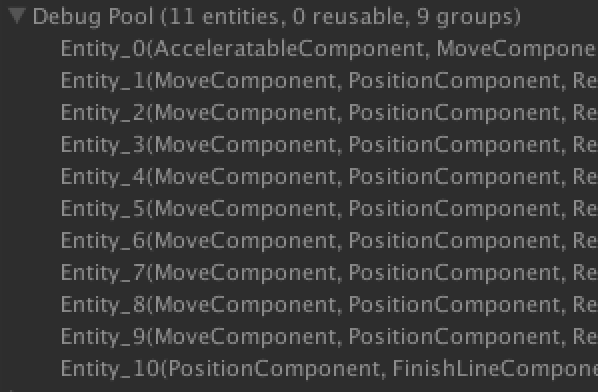 Debug Pool (11 entities, 0 reusable, 9 groups)
Entity_0(AcceleratableComponent, MoveCompone
Entity_1(MoveComponent, PositionComponent, Re
Entity_2(MoveComponent, PositionComponent, Re
Entity_3(MoveComponent, PositionComponent, Re
Entity_4(MoveComponent, PositionComponent, Re
Entity_5(MoveComponent, PositionComponent, Re
Entity_6(MoveComponent, PositionComponent, Re
Entity_7(MoveComponent, PositionComponent, Re
Entity_8(MoveComponent, PositionComponent, Re
Entity_9(MoveComponent, PositionComponent, Re
Entity_10(PositionComponent, FinishLineCompone